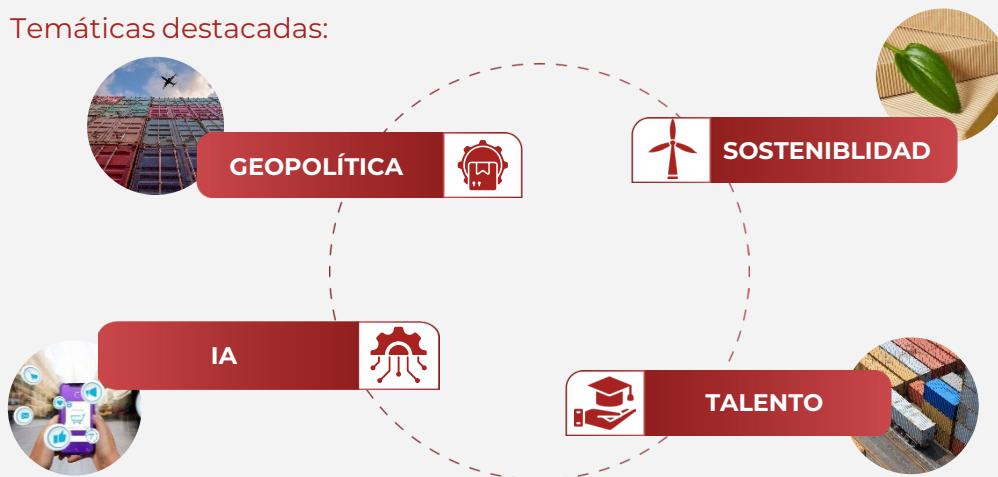 Temáticas destacadas:
GEOPOLÍTICA
SOSTENIBLIDAD
IA
TALENTO